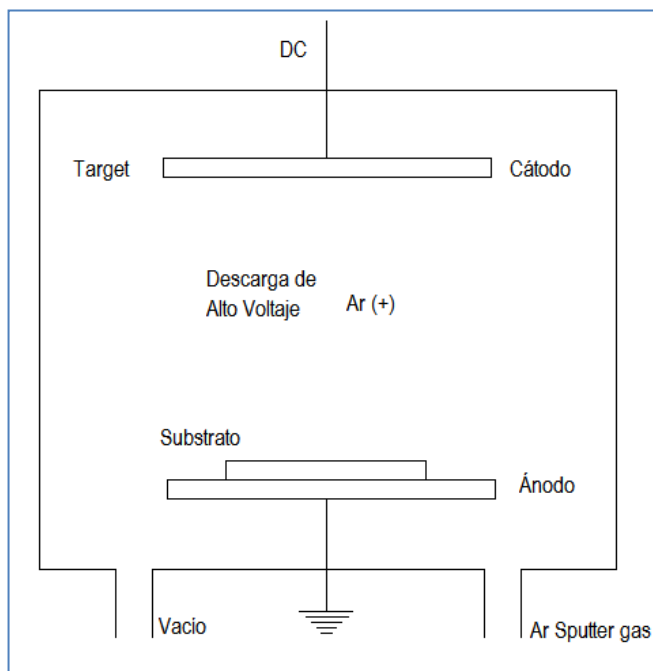 DC
Target
Cátodo
Descarga de
Alto Voltaje
Ar (+)
Substrato
Ánodo
Vacio
Ar Sputter gas